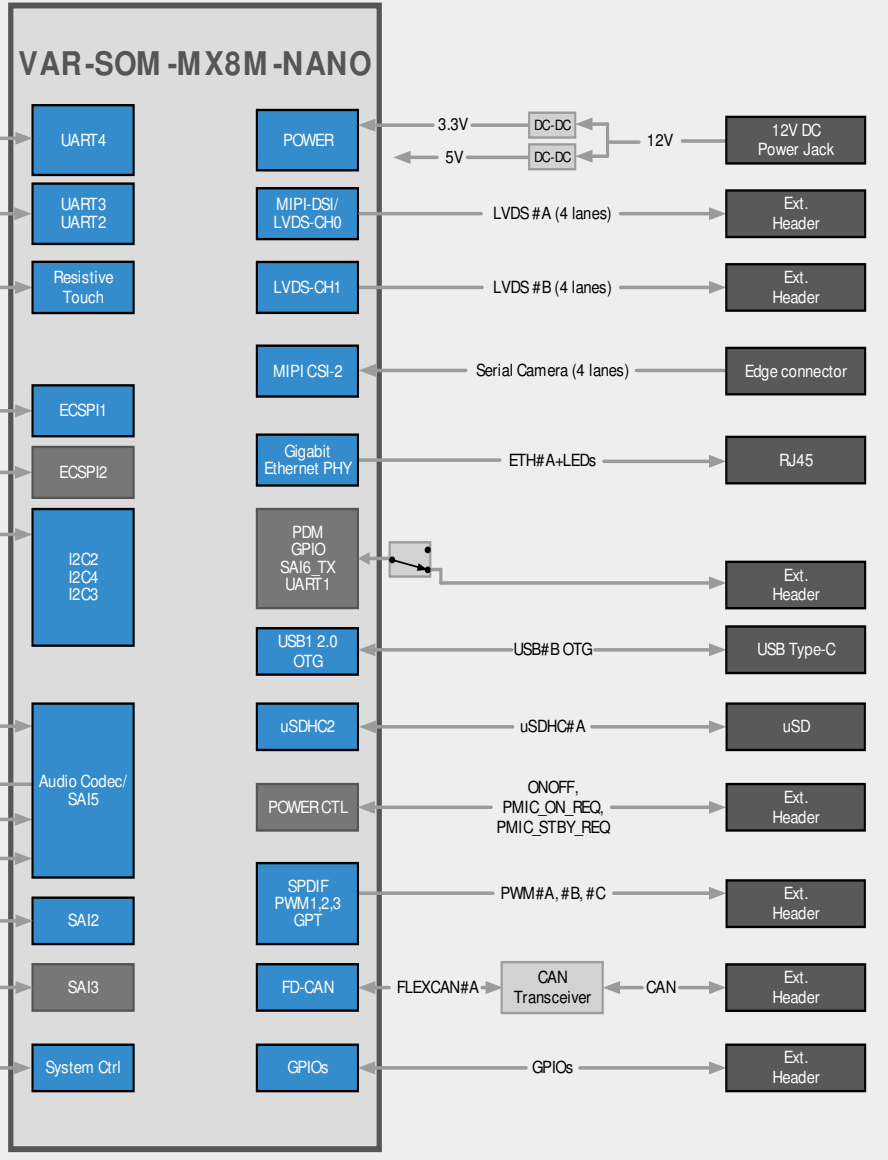 VAR-SOM-MX8M-NANO
UART4
POWER
3.3V
DC-DC
12V
12V DC
Power Jack
5V
DC-DC
UART3
UART2
MIPI-DSI/
LVDS-CH0
LVDS #A (4 lanes)
Ext.
Header
Resistive
Touch
LVDS-CH1
LVDS #B (4 lanes)
Ext.
Header
MIPI CSI-2
Serial Camera (4 lanes)
Edge connector
ECSPI1
Gigabit
Ethernet PHY
ETH#A+LEDs
RJ45
ECSPI2
I2C2
I2C4
I2C3
PDM
GPIO
SAI6_TX
UART1
Ext.
Header
USB1 2.0
OTG
USB#B OTG
USB Type-C
Audio Codec/
SAI5
uSDHC2
uSDHC#A
uSD
POWER CTL
ONOFF,
PMIC_ON_REQ,
PMIC_STBY_REQ
Ext.
Header
SAI2
SPDIF
PWM1,2,3
GPT
PWM#A, #B, #C
Ext.
Header
SAI3
FD-CAN
FLEXCAN#A
CAN
Transceiver
CAN
Ext.
Header
System Ctrl
GPIOs
GPIOs
Ext.
Header